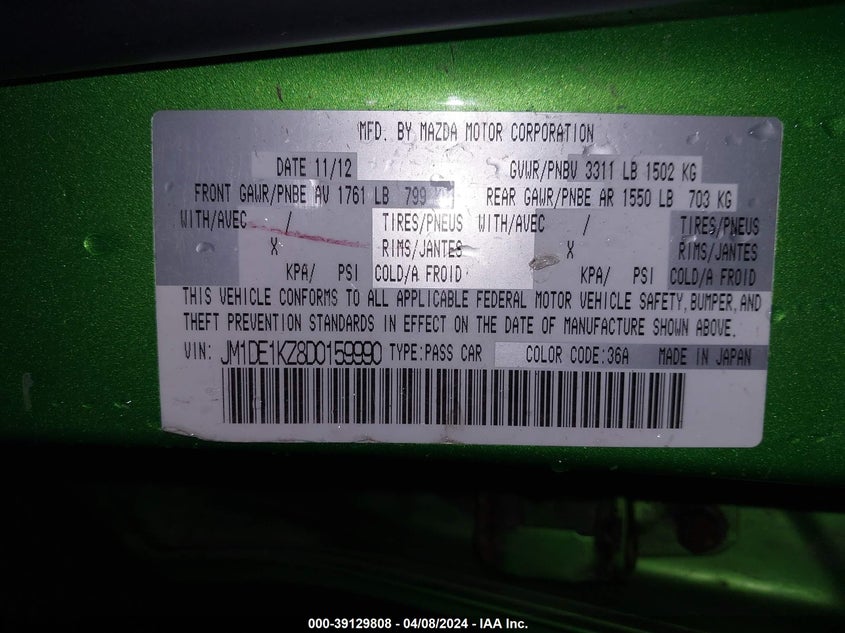 MFD. BY MAZDA MOTOR CORPORATION
DATE 11/12 GVWR/PNBV 3311 LB 1502 KG
FRONT GAWR/PNBE AV 1761 LB 799 REAR GAWR/PNBE AR 1550 LB 703 KG
WITH/AVEC / TIRES/PNEUS WITH/AVEC / TIRES/PNEUS
X RIMS/JANTES X RIMS/JANTES
KPA/ PSI COLD/A FROID KPA/ PSI COLD/A FROID
THIS VEHICLE CONFORMS TO ALL APPLICABLE FEDERAL MOTOR VEHICLE SAFETY, BUMPER, AND
THEFT PREVENTION STANDARDS IN EFFECT ON THE DATE OF MANUFACTURE SHOWN ABOVE.
VIN: JM1DE1KZ8D0159990 TYPE:PASS CAR COLOR CODE:36A MADE IN JAPAN
000-39129808 - 04/08/2024 - IAA Inc.